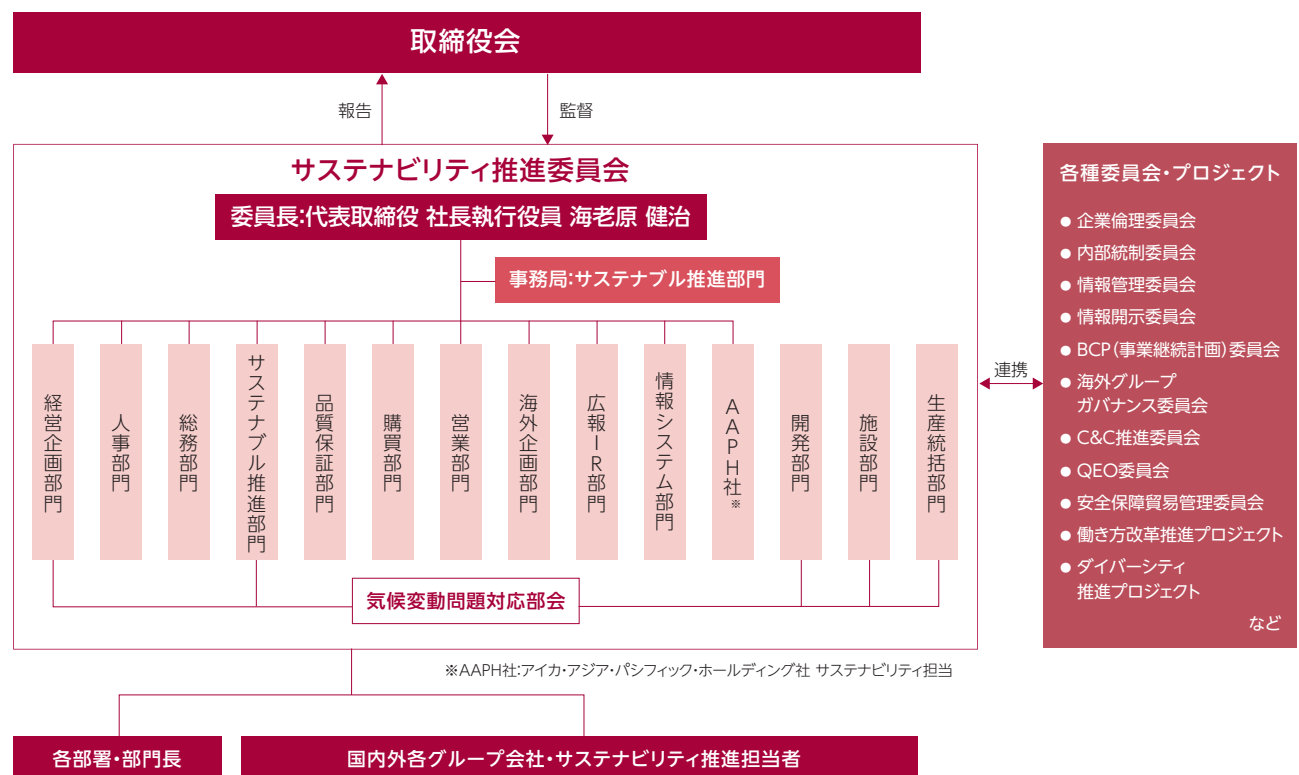 取締役会
報告
監督
サステナビリティ推進委員会
委員長:代表取締役 社長執行役員 海老原 健治
事務局:サステナブル推進部門
経営企画部門
人事部門
総務部門
サステナブル推進部門
品質保証部門
購買部門
営業部門
海外企画部門
広報IR部門
情報システム部門
AAPH社※
開発部門
施設部門
生産統括部門
気候変動問題対応部会
連携
各種委員会・プロジェクト
● 企業倫理委員会
● 内部統制委員会
● 情報管理委員会
● 情報開示委員会
● BCP(事業継続計画)委員会
● 海外グループ
ガバナンス委員会
● C&C推進委員会
● QEO委員会
● 安全保障貿易管理委員会
● 働き方改革推進プロジェクト
● ダイバーシティ
推進プロジェクト
など
※AAPH社:アイカ・アジア・パシフィック・ホールディング社 サステナビリティ担当
各部署・部門長
国内外各グループ会社・サステナビリティ推進担当者